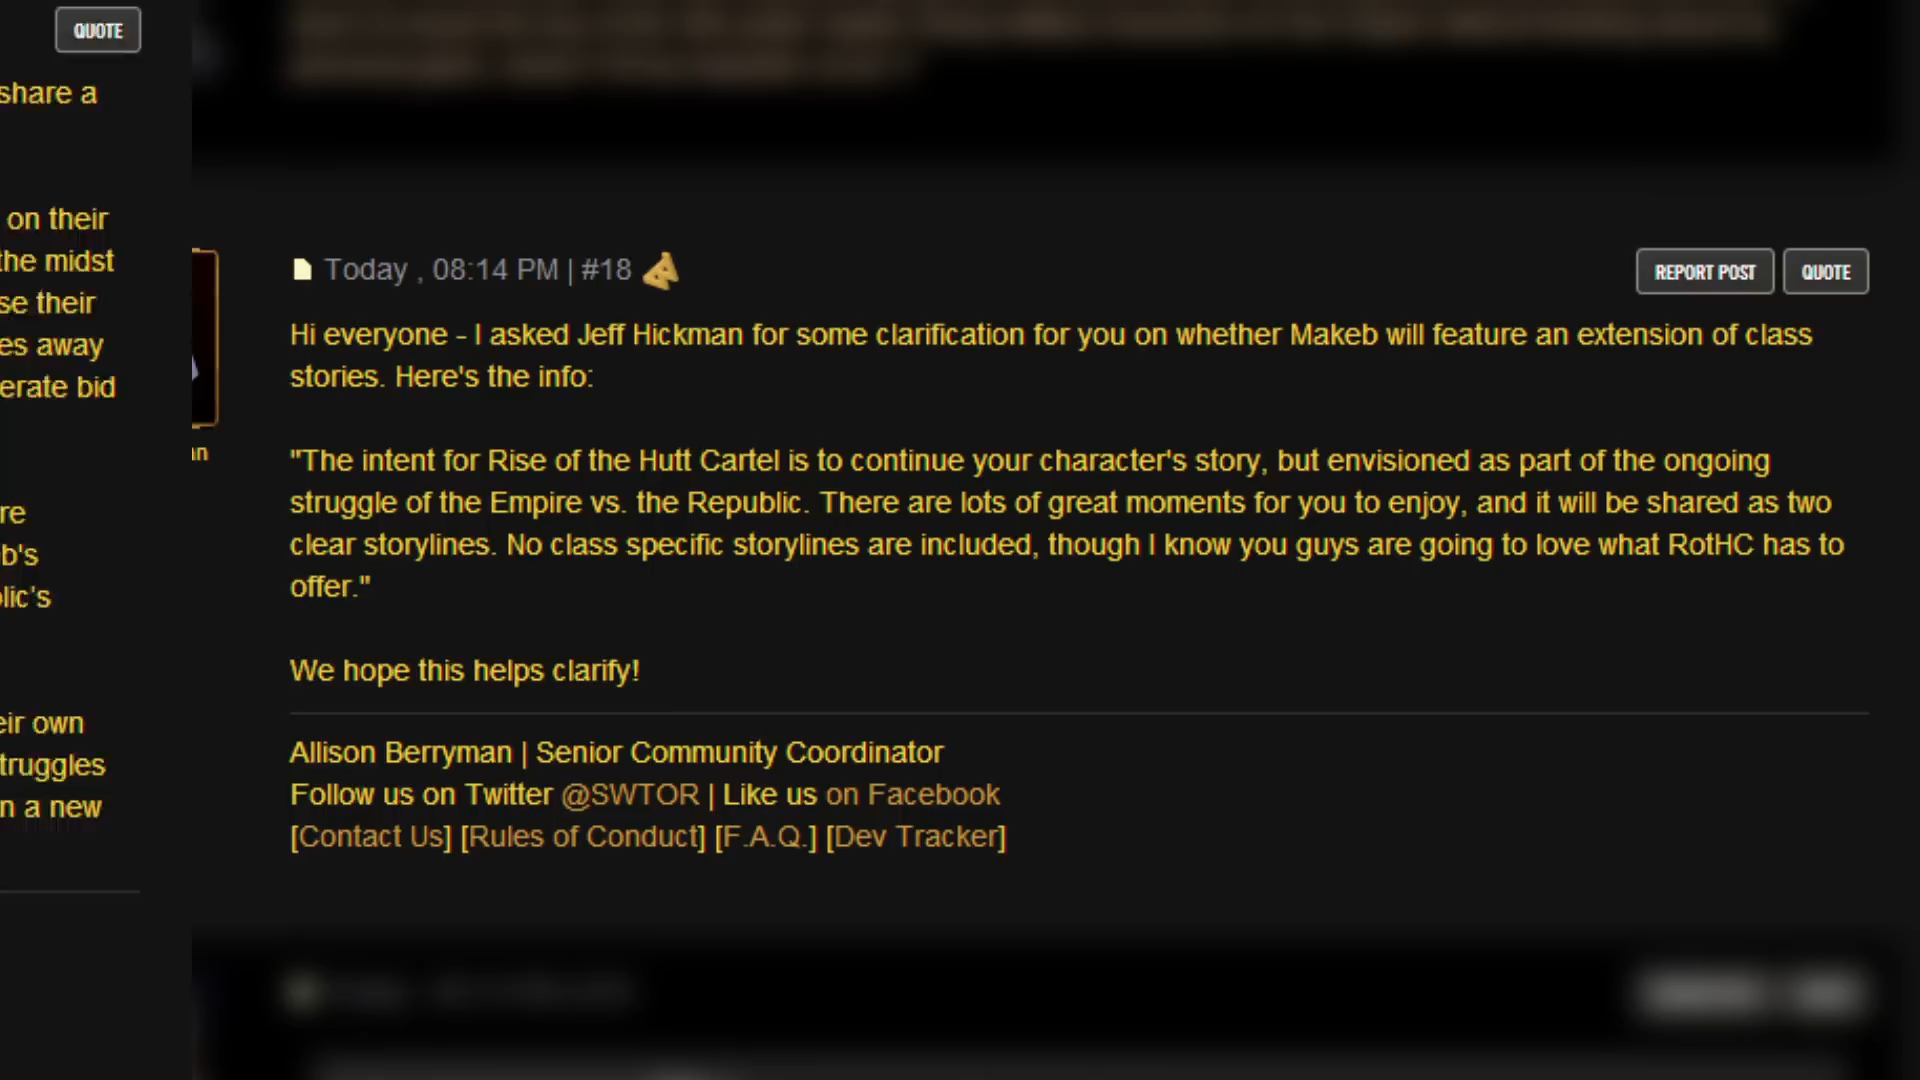 QUOTE
share a
on their
the midst
se their
es away
erate bid
re
b's
lic's
eir own
truggles
n a new
an
Today , 08:14 PM | #18
REPORT POST
QUOTE
Hi everyone - I asked Jeff Hickman for some clarification for you on whether Makeb will feature an extension of class
stories. Here's the info:
"The intent for Rise of the Hutt Cartel is to continue your character's story, but envisioned as part of the ongoing
struggle of the Empire vs. the Republic. There are lots of great moments for you to enjoy, and it will be shared as two
clear storylines. No class specific storylines are included, though I know you guys are going to love what RotHC has to
offer."
We hope this helps clarify!
Allison Berryman | Senior Community Coordinator
Follow us on Twitter @SWTOR | Like us on Facebook
[Contact Us] [Rules of Conduct] [F.A.Q.] [Dev Tracker]